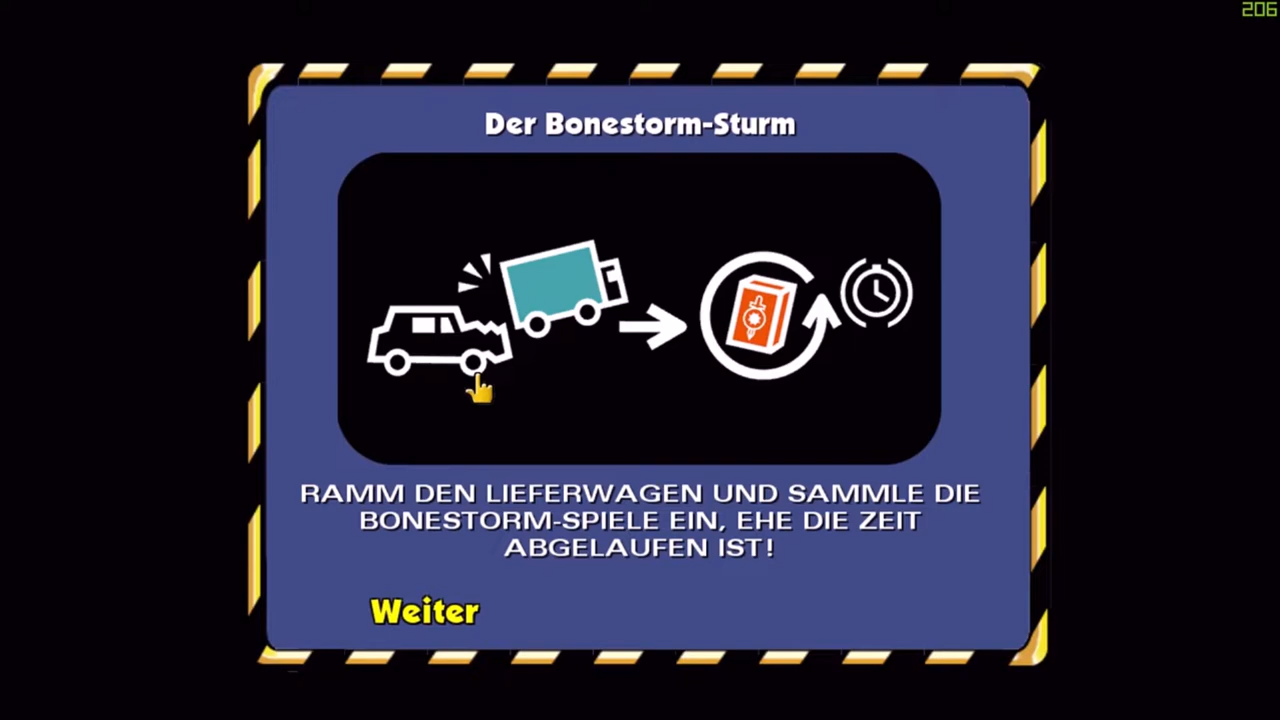 206
Der Bonestorm-Sturm
RAMM DEN LIEFERWAGEN UND SAMMLE DIE
BONESTORM-SPIELE EIN, EHE DIE ZEIT
ABGELAUFEN IST!
Weiter